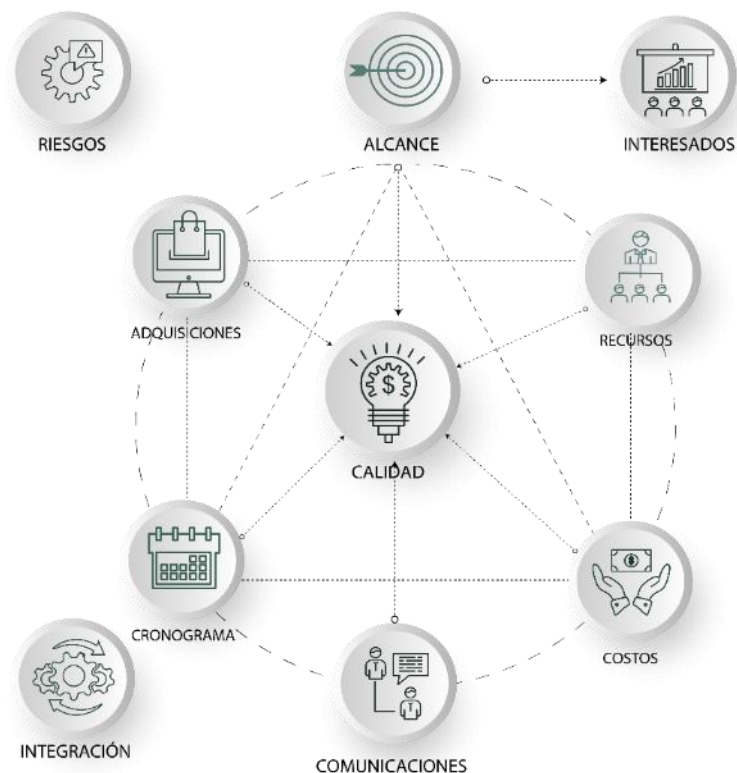 RIESGOS
ALCANCE
INTERESADOS
ADQUISICIONES
RECURSOS
$
CALIDAD
CRONOGRAMA
COSTOS
INTEGRACIÓN
COMUNICACIONES